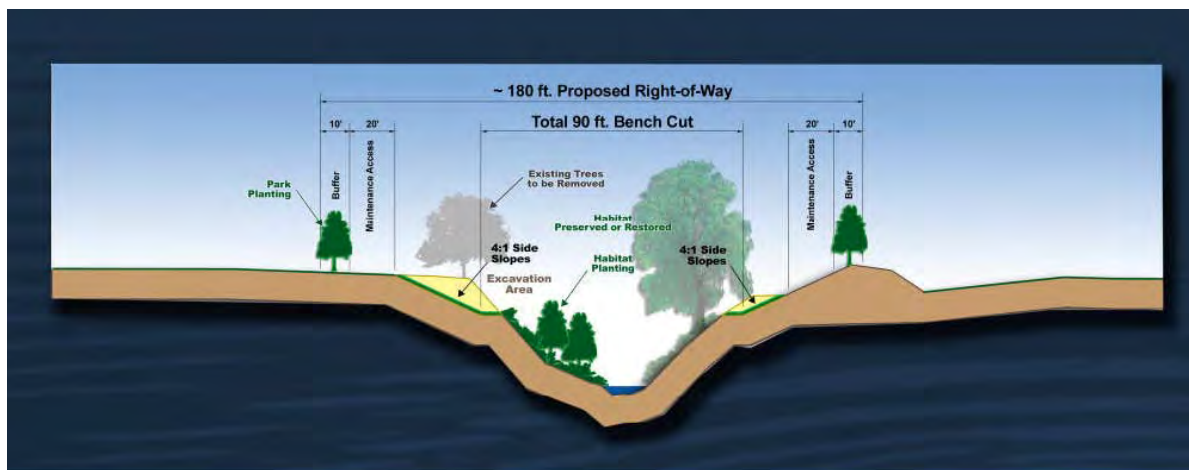 ~ 180 ft. Proposed Right-of-Way
Total 90 ft. Bench Cut
10'
20'
20'
10'
Buffer
Maintenance Access
Maintenance Access
Buffer
Park
Planting
Existing Trees
to be Removed
Habitat
Preserved or Restored
4:1 Side
Slopes
Habitat
Planting
4:1 Side
Slopes
Excavation
Area